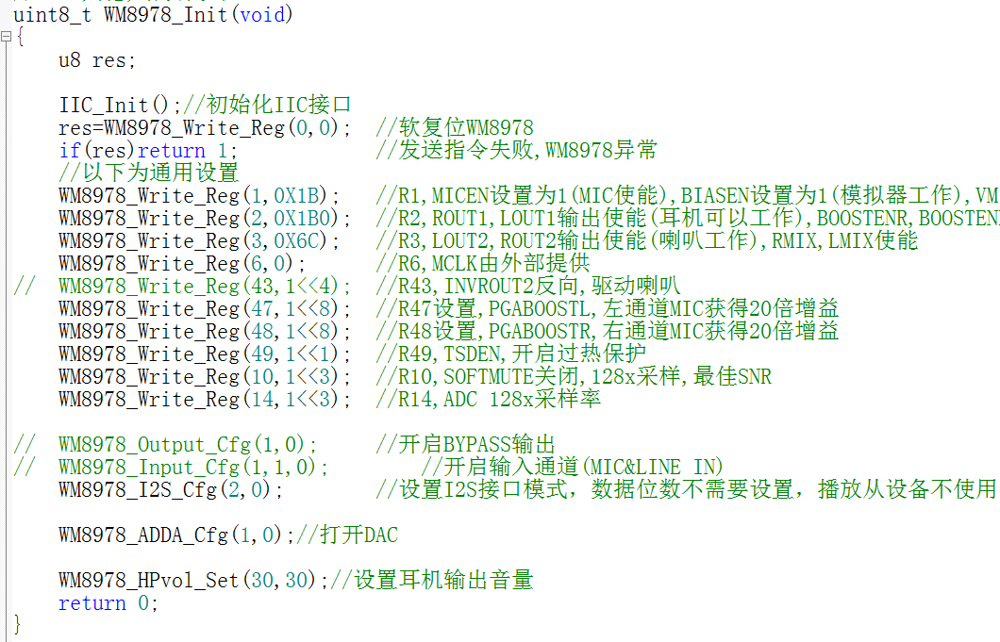 uint8_t WM8978_Init(void)
{
u8 res;
IIC_Init();//初始化IIC接口
res=WM8978_Write_Reg(0,0); //软复位WM8978
if(res)return 1; //发送指令失败,WM8978异常
//以下为通用设置
WM8978_Write_Reg(1,0X1B); //R1,MICEN设置为1(MIC使能),BIASEN设置为1(模拟器工作),VM
WM8978_Write_Reg(2,0X1B0); //R2,ROUT1,LOUT1输出使能(耳机可以工作),BOOSTENR,BOOSTEN
WM8978_Write_Reg(3,0X6C); //R3,LOUT2,ROUT2输出使能(喇叭工作),RMIX,LMIX使能
WM8978_Write_Reg(6,0); //R6,MCLK由外部提供
// WM8978_Write_Reg(43,1<<4); //R43,INVROUT2反向,驱动喇叭
WM8978_Write_Reg(47,1<<8); //R47设置,PGABOOSTL,左通道MIC获得20倍增益
WM8978_Write_Reg(48,1<<8); //R48设置,PGABOOSTR,右通道MIC获得20倍增益
WM8978_Write_Reg(49,1<<1); //R49,TSDEN,开启过热保护
WM8978_Write_Reg(10,1<<3); //R10,SOFTMUTE关闭,128x采样,最佳SNR
WM8978_Write_Reg(14,1<<3); //R14,ADC 128x采样率
// WM8978_Output_Cfg(1,0); //开启BYPASS输出
// WM8978_Input_Cfg(1,1,0); //开启输入通道(MIC&LINE IN)
WM8978_I2S_Cfg(2,0); //设置I2S接口模式，数据位数不需要设置，播放从设备不使用
WM8978_ADDA_Cfg(1,0);//打开DAC
WM8978_HPvol_Set(30,30);//设置耳机输出音量
return 0;
}